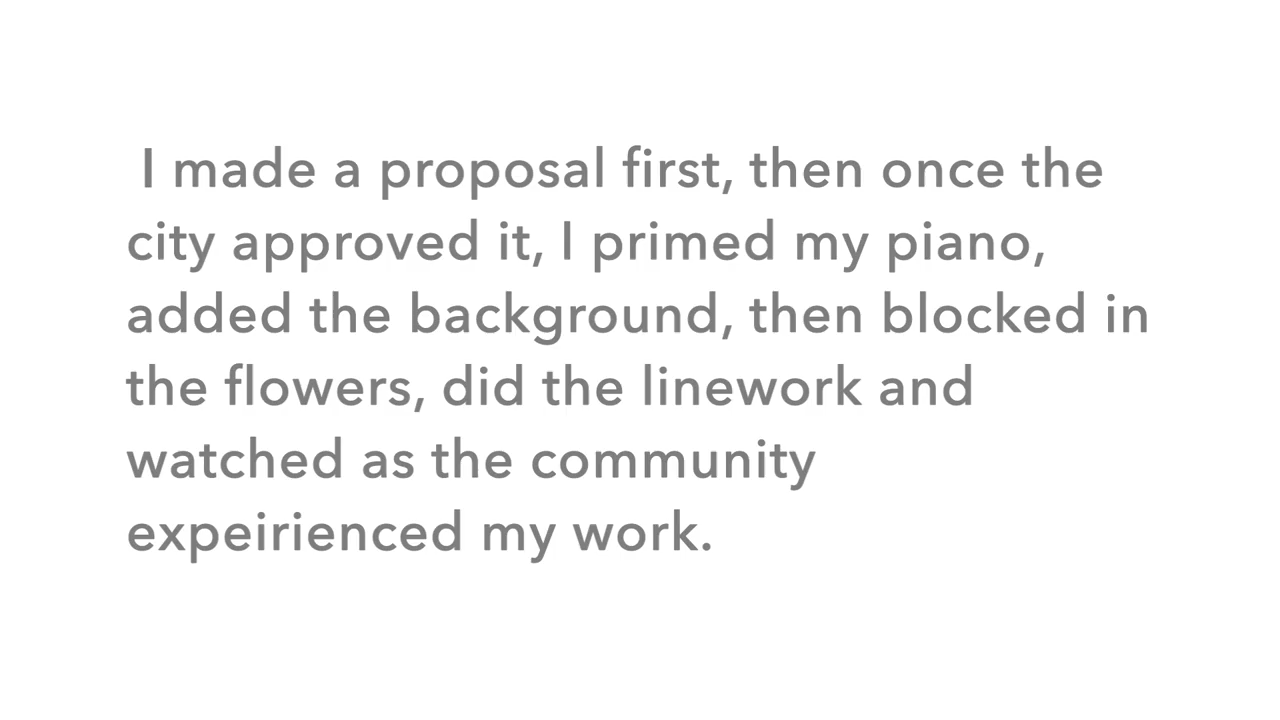 I made a proposal first, then once the
city approved it, I primed my piano,
added the background, then blocked in
the flowers, did the linework and
watched as the community
expeirienced my work.